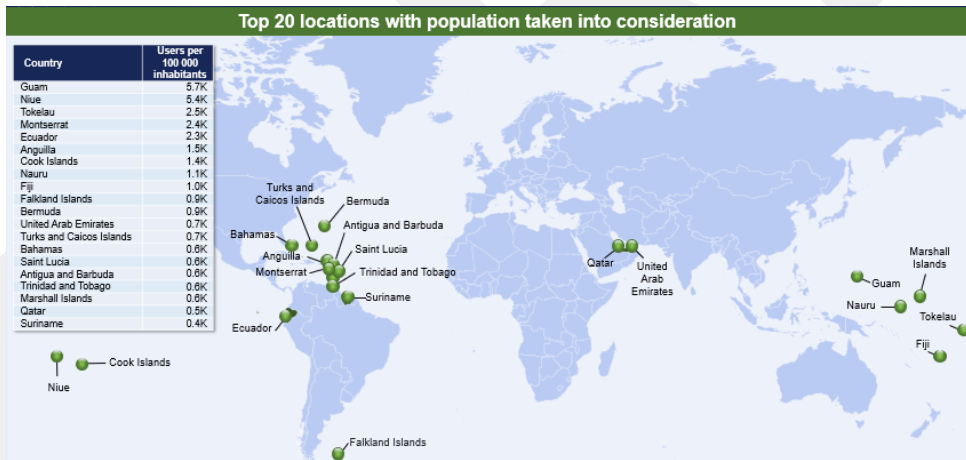 Top 20 locations with population taken into consideration
Country
Users per
100 000
inhabitants
Guam 5.7K
Niue 5.4K
Tokelau 2.5K
Montserrat 2.4K
Ecuador 2.3K
Anguilla 1.5K
Cook Islands 1.4K
Nauru 1.1K
Fiji 1.0K
Falkland Islands 0.9K
Bermuda 0.9K
United Arab Emirates 0.7K
Turks and Caicos Islands 0.7K
Bahamas 0.6K
Saint Lucia 0.6K
Antigua and Barbuda 0.6K
Trinidad and Tobago 0.6K
Marshall Islands 0.6K
Qatar 0.5K
Suriname 0.4K
Turks and
Caicos Islands
Bermuda
Bahamas
Antigua and Barbuda
Anguilla
Saint Lucia
Montserrat
Trinidad and Tobago
Suriname
Ecuador
Qatar
United
Arab
Emirates
Marshall
Islands
Guam
Nauru
Tokelau
Fiji
Cook Islands
Niue
Falkland Islands